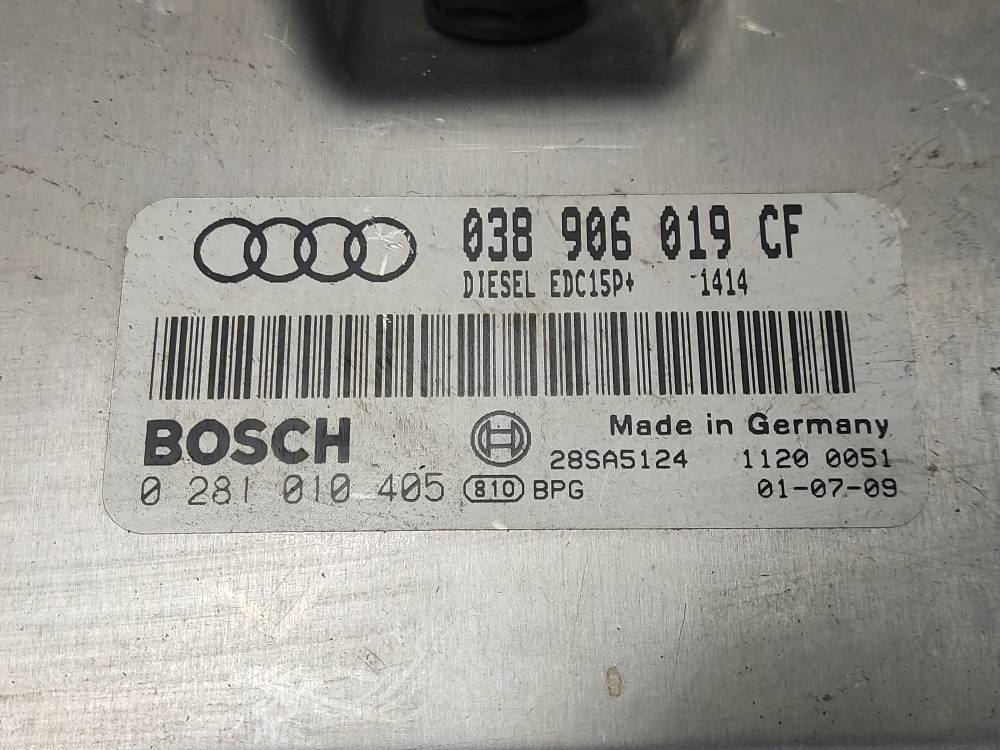 038 906 019 CF
DIESEL EDC15P+ 1414
BOSCH
Made in Germany
28SA5124 1120 0051
0 281 010 405 810 BPG 01-07-09